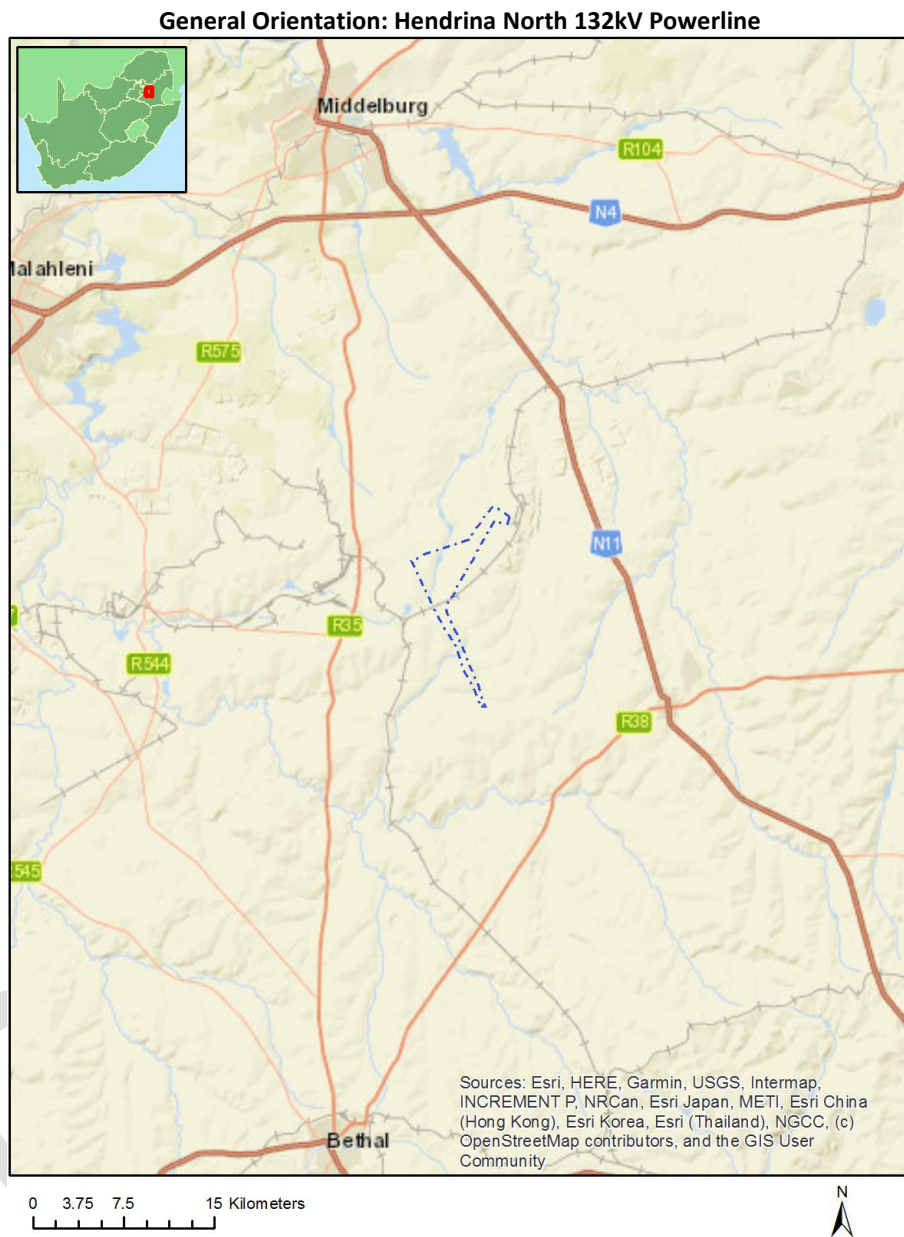 General Orientation: Hendrina North 132kV Powerline
Middelburg
R104
N4
Malahleni
R575
N11
R35
R544
R38
545
Sources: Esri, HERE, Garmin, USGS, Intermap,
INCREMENT P, NRCan, Esri Japan, METI, Esri China
(Hong Kong), Esri Korea, Esri (Thailand), NGCC, (c)
OpenStreetMap contributors, and the GIS User
Community
Bethal
0 3.75 7.5 15 Kilometers
N